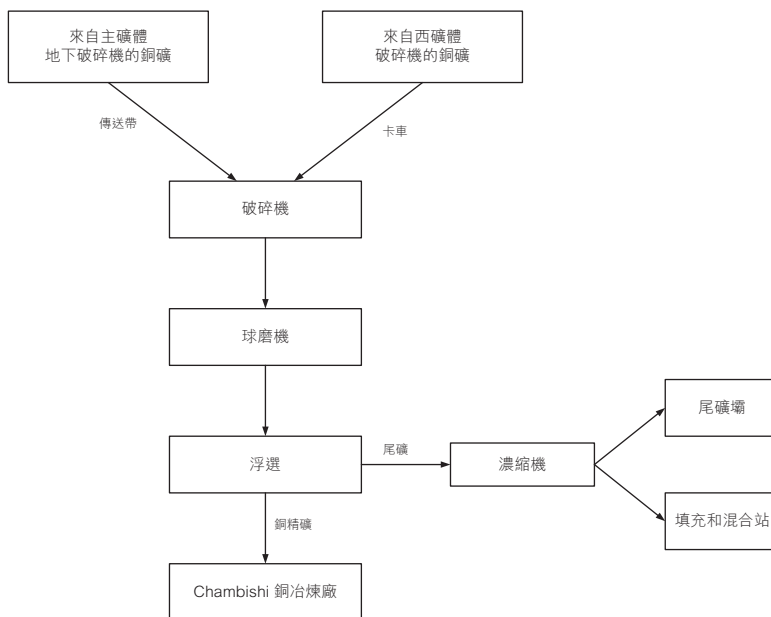 來自主礦體
地下破碎機的銅礦
來自西礦體
破碎機的銅礦
傳送帶
卡車
破碎機
球磨機
浮選
尾礦
濃縮機
尾礦壩
填充和混合站
銅精礦
Chambishi 銅冶煉廠